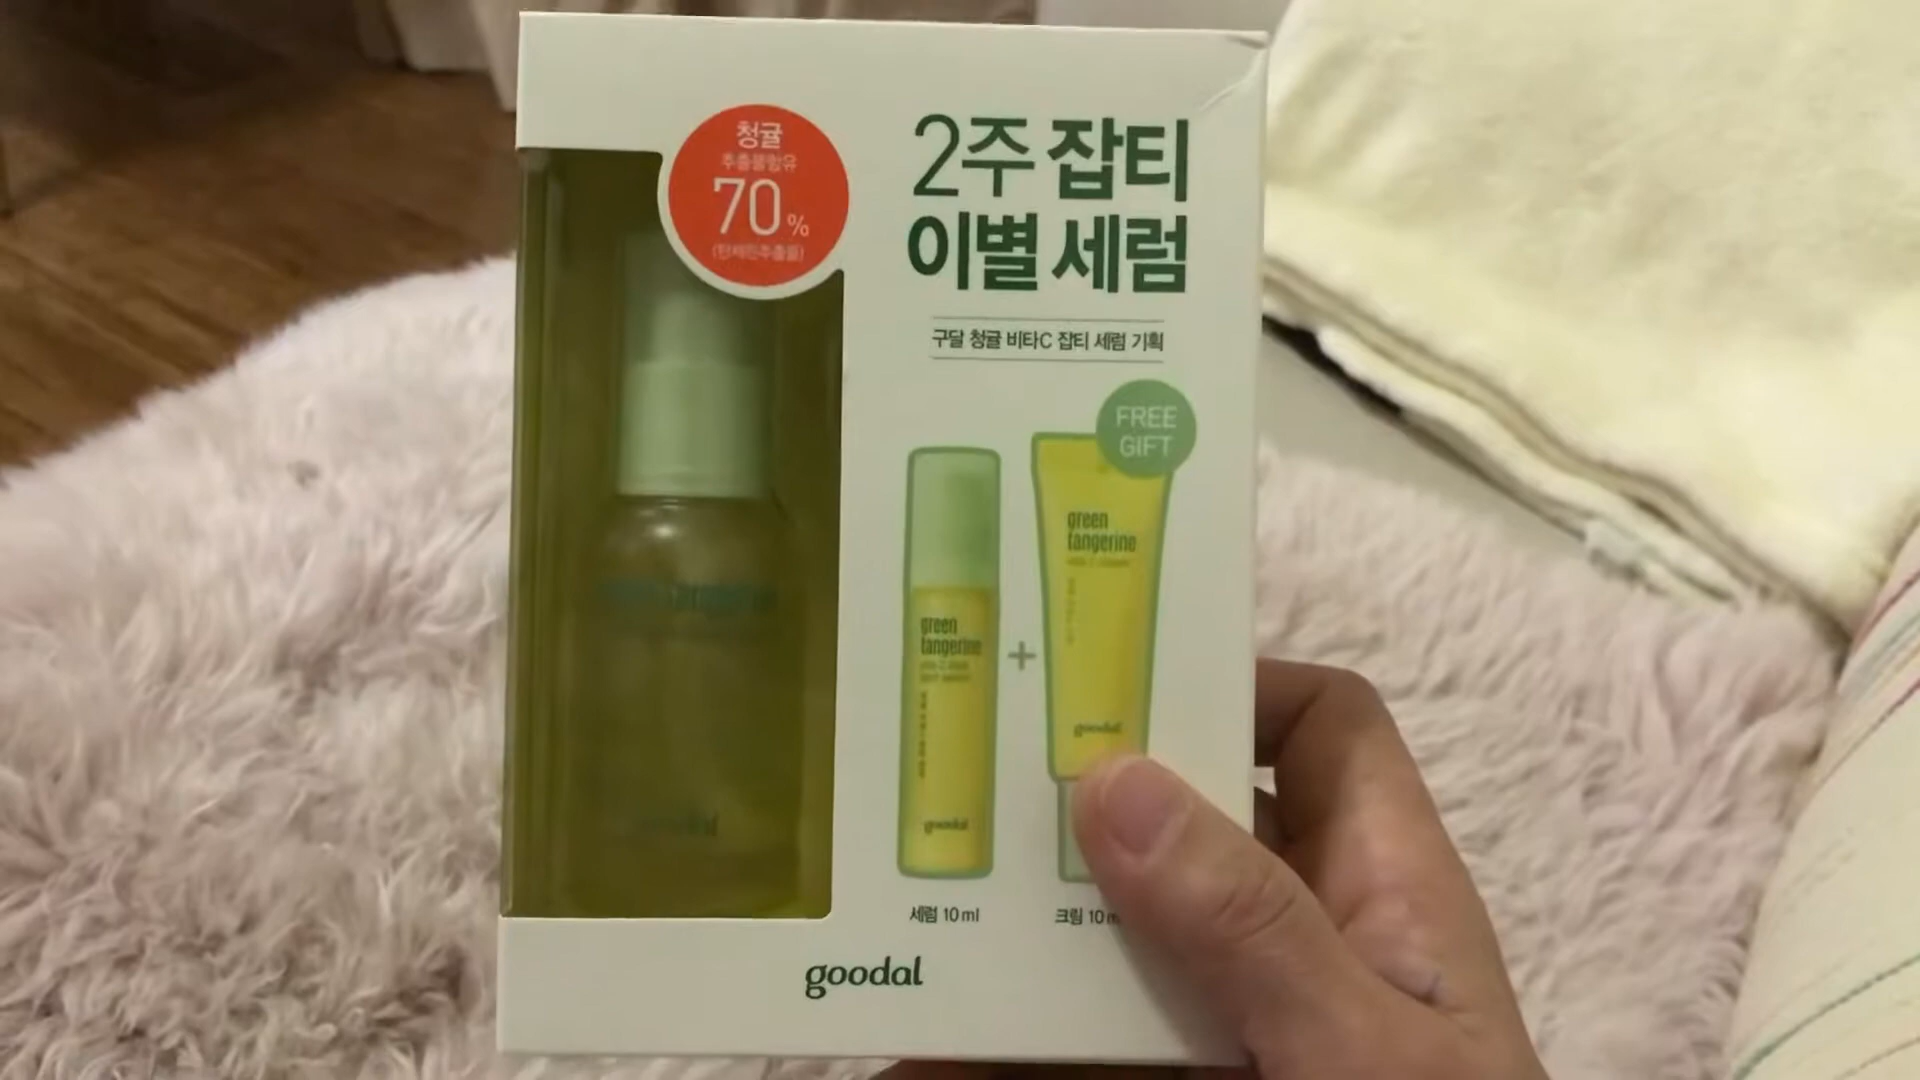 청귤
추출물함유
70%
2주 잡티
이별 세럼
구달 청귤 비타C 잡티 세럼 기획
FREE
GIFT
green
tangerine
goodal
+
green
tangerine
goodal
세럼 10 ml
크림 10
goodal